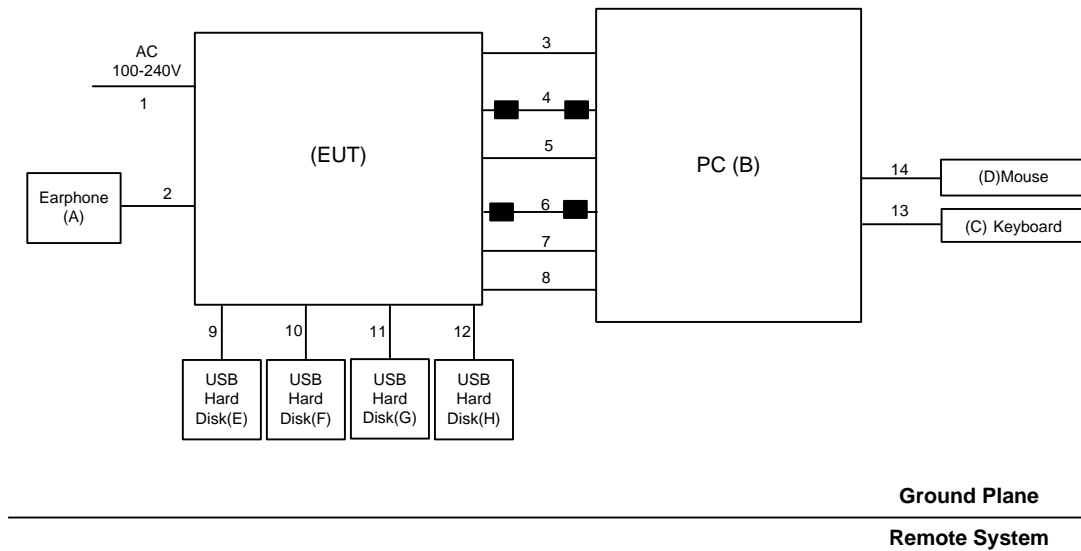 AC
100-240V
1
(EUT)
Earphone
(A)
2
3
4
5
6
7
8
PC (B)
14
(D)Mouse
13
(C) Keyboard
9
10
11
12
USB
Hard
Disk(E)
USB
Hard
Disk(F)
USB
Hard
Disk(G)
USB
Hard
Disk(H)
Ground Plane
Remote System